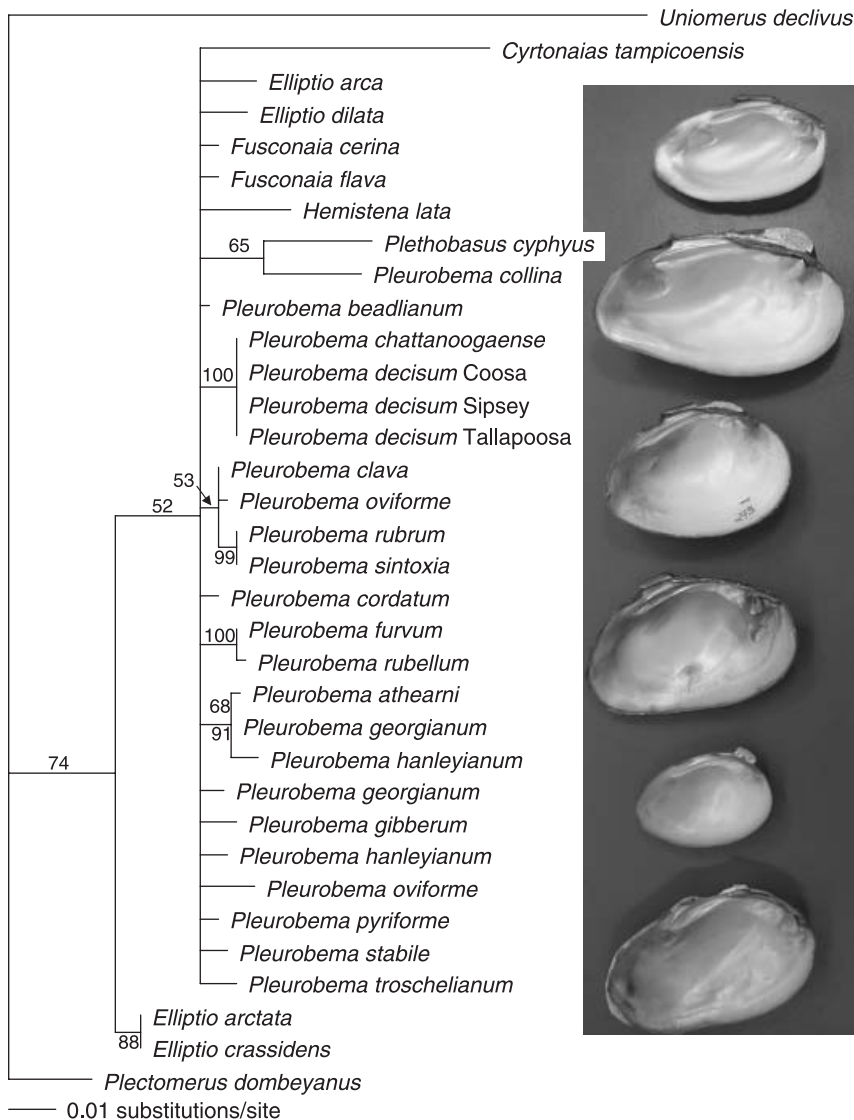 Uniomerus declivus
Cyrtonaias tampicoensis
Elliptio arca
Elliptio dilata
Fusconaia cerina
Fusconaia flava
Hemistena lata
65
Plethobasus cyphyus
Pleurobema collina
Pleurobema beadlianum
Pleurobema chattanoogaense
100
Pleurobema decisum Coosa
Pleurobema decisum Sipsey
Pleurobema decisum Tallapoosa
Pleurobema clava
53
Pleurobema oviforme
52
Pleurobema rubrum
99
Pleurobema sintoxia
Pleurobema cordatum
100
Pleurobema furvum
Pleurobema rubellum
Pleurobema athearni
68
91
Pleurobema georgianum
Pleurobema hanleyianum
74
Pleurobema georgianum
Pleurobema gibberum
Pleurobema hanleyianum
Pleurobema oviforme
Pleurobema pyriforme
Pleurobema stabile
Pleurobema troschelianum
Elliptio arctata
88
Elliptio crassidens
Plectomerus dombeyanus
0.01 substitutions/site